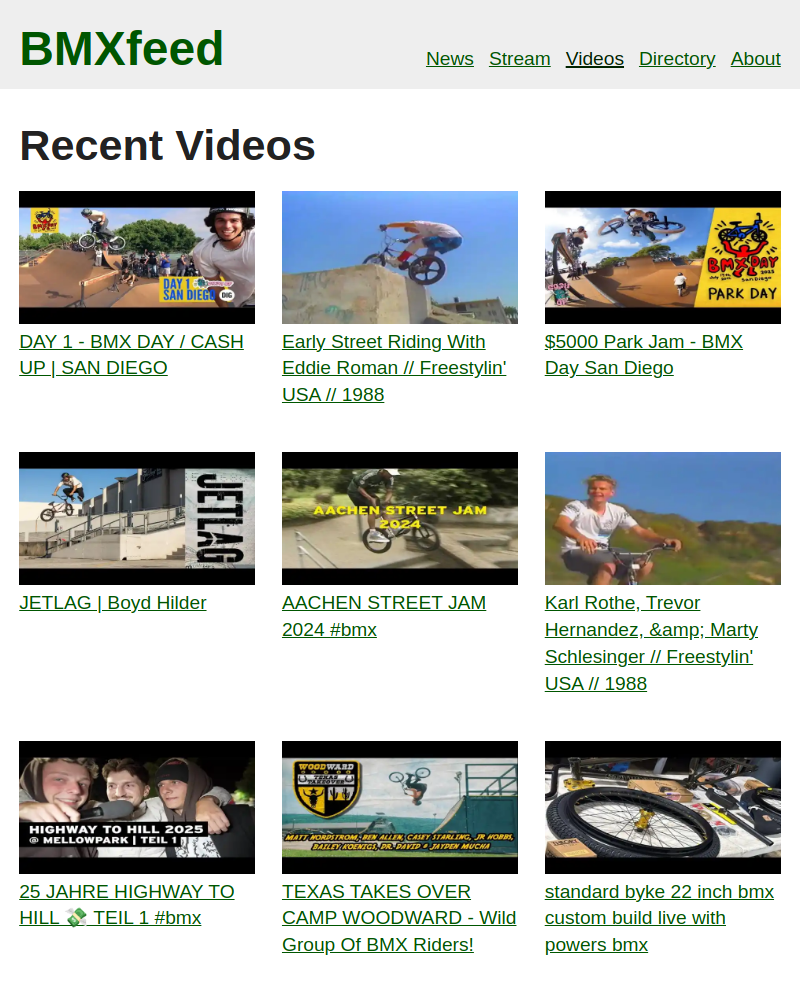 BMXfeed
News Stream Videos Directory About
Recent Videos
DAY 1
SAN DIEGO
DIG
BMX DAY
2025
San Diego
PARK DAY
DAY 1 - BMX DAY / CASH
UP | SAN DIEGO
Early Street Riding With
Eddie Roman // Freestylin'
USA // 1988
$5000 Park Jam - BMX
Day San Diego
JETLAG
AACHEN STREET JAM
2024
JETLAG | Boyd Hilder
AACHEN STREET JAM
2024 #bmx
Karl Rothe, Trevor
Hernandez, &amp; Marty
Schlesinger // Freestylin'
USA // 1988
HIGHWAY TO HILL 2025
@ MELLOWPARK | TEIL 1
WOODWARD
TEXAS
TAKEOVER
MATT NORDSTROM, BEN ALLEN, CASEY STARLING, JR HOBBS,
BAILEY KOENIGS, DR. DAVID & JAYDEN MUCHA
25 JAHRE HIGHWAY TO
HILL 💸 TEIL 1 #bmx
TEXAS TAKES OVER
CAMP WOODWARD - Wild
Group Of BMX Riders!
standard byke 22 inch bmx
custom build live with
powers bmx